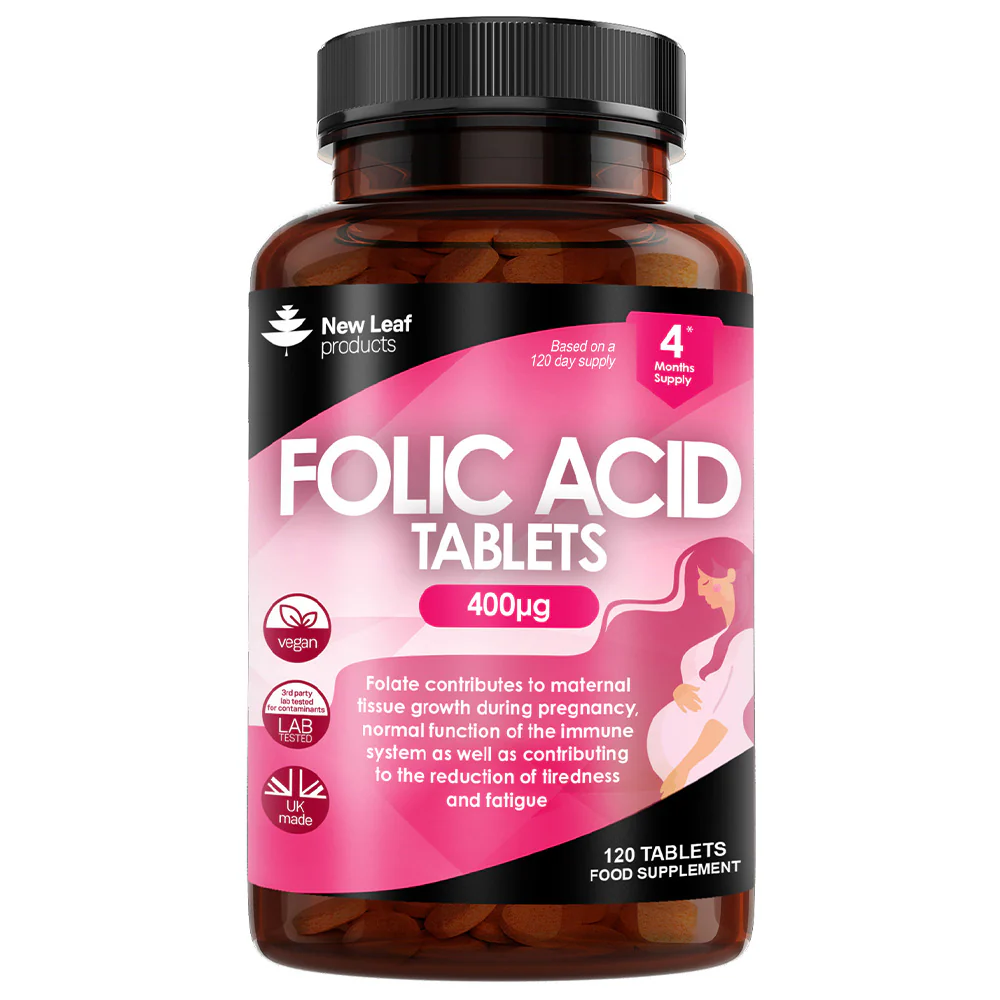 New Leaf
products
Based on a
120 day supply
4*
Months
Supply
FOLIC ACID
TABLETS
400µg
vegan
3rd party
lab tested
for contaminants
LAB
TESTED
UK
made
Folate contributes to maternal
tissue growth during pregnancy,
normal function of the immune
system as well as contributing
to the reduction of tiredness
and fatigue
120 TABLETS
FOOD SUPPLEMENT